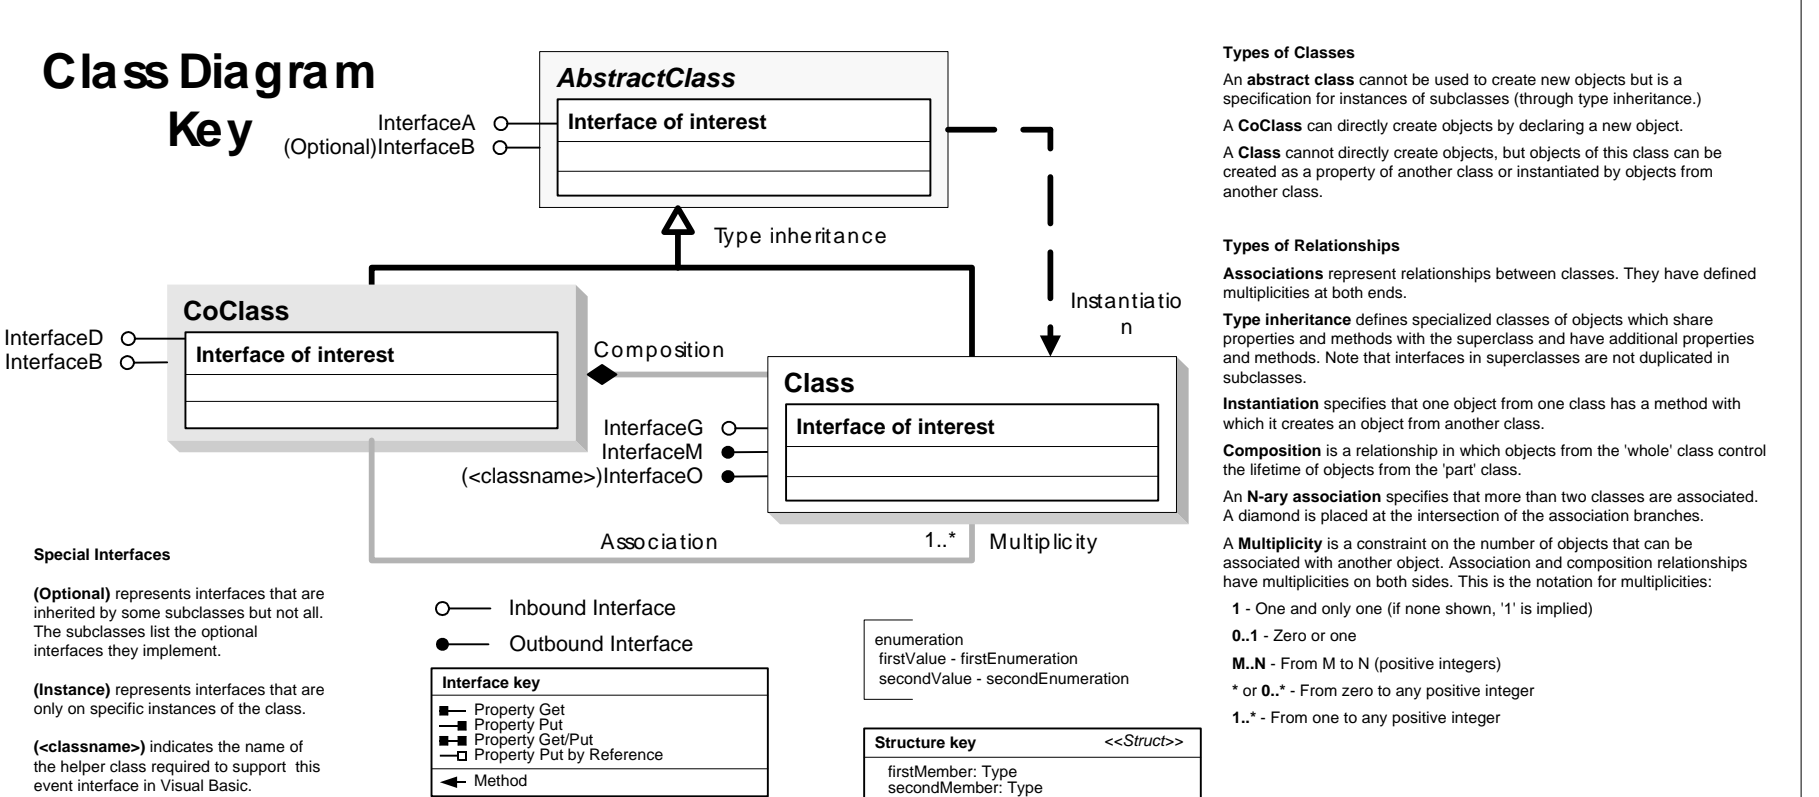 Class Diagram
Key
AbstractClass
Interface of interest
InterfaceA
(Optional)InterfaceB
Type inheritance
Instantiatio
n
CoClass
Interface of interest
InterfaceD
InterfaceB
Composition
Class
Interface of interest
InterfaceG
InterfaceM
(<classname>)InterfaceO
Association
1..*
Multiplicity
Special Interfaces
(Optional) represents interfaces that are
inherited by some subclasses but not all.
The subclasses list the optional
interfaces they implement.
(Instance) represents interfaces that are
only on specific instances of the class.
(<classname>) indicates the name of
the helper class required to support this
event interface in Visual Basic.
Inbound Interface
Outbound Interface
Interface key
Property Get
Property Put
Property Get/Put
Property Put by Reference
Method
enumeration
firstValue - firstEnumeration
secondValue - secondEnumeration
Structure key <<Struct>>
firstMember: Type
secondMember: Type
Types of Classes
An abstract class cannot be used to create new objects but is a
specification for instances of subclasses (through type inheritance.)
A CoClass can directly create objects by declaring a new object.
A Class cannot directly create objects, but objects of this class can be
created as a property of another class or instantiated by objects from
another class.
Types of Relationships
Associations represent relationships between classes. They have defined
multiplicities at both ends.
Type inheritance defines specialized classes of objects which share
properties and methods with the superclass and have additional properties
and methods. Note that interfaces in superclasses are not duplicated in
subclasses.
Instantiation specifies that one object from one class has a method with
which it creates an object from another class.
Composition is a relationship in which objects from the 'whole' class control
the lifetime of objects from the 'part' class.
An N-ary association specifies that more than two classes are associated.
A diamond is placed at the intersection of the association branches.
A Multiplicity is a constraint on the number of objects that can be
associated with another object. Association and composition relationships
have multiplicities on both sides. This is the notation for multiplicities:
1 - One and only one (if none shown, '1' is implied)
0..1 - Zero or one
M..N - From M to N (positive integers)
* or 0..* - From zero to any positive integer
1..* - From one to any positive integer